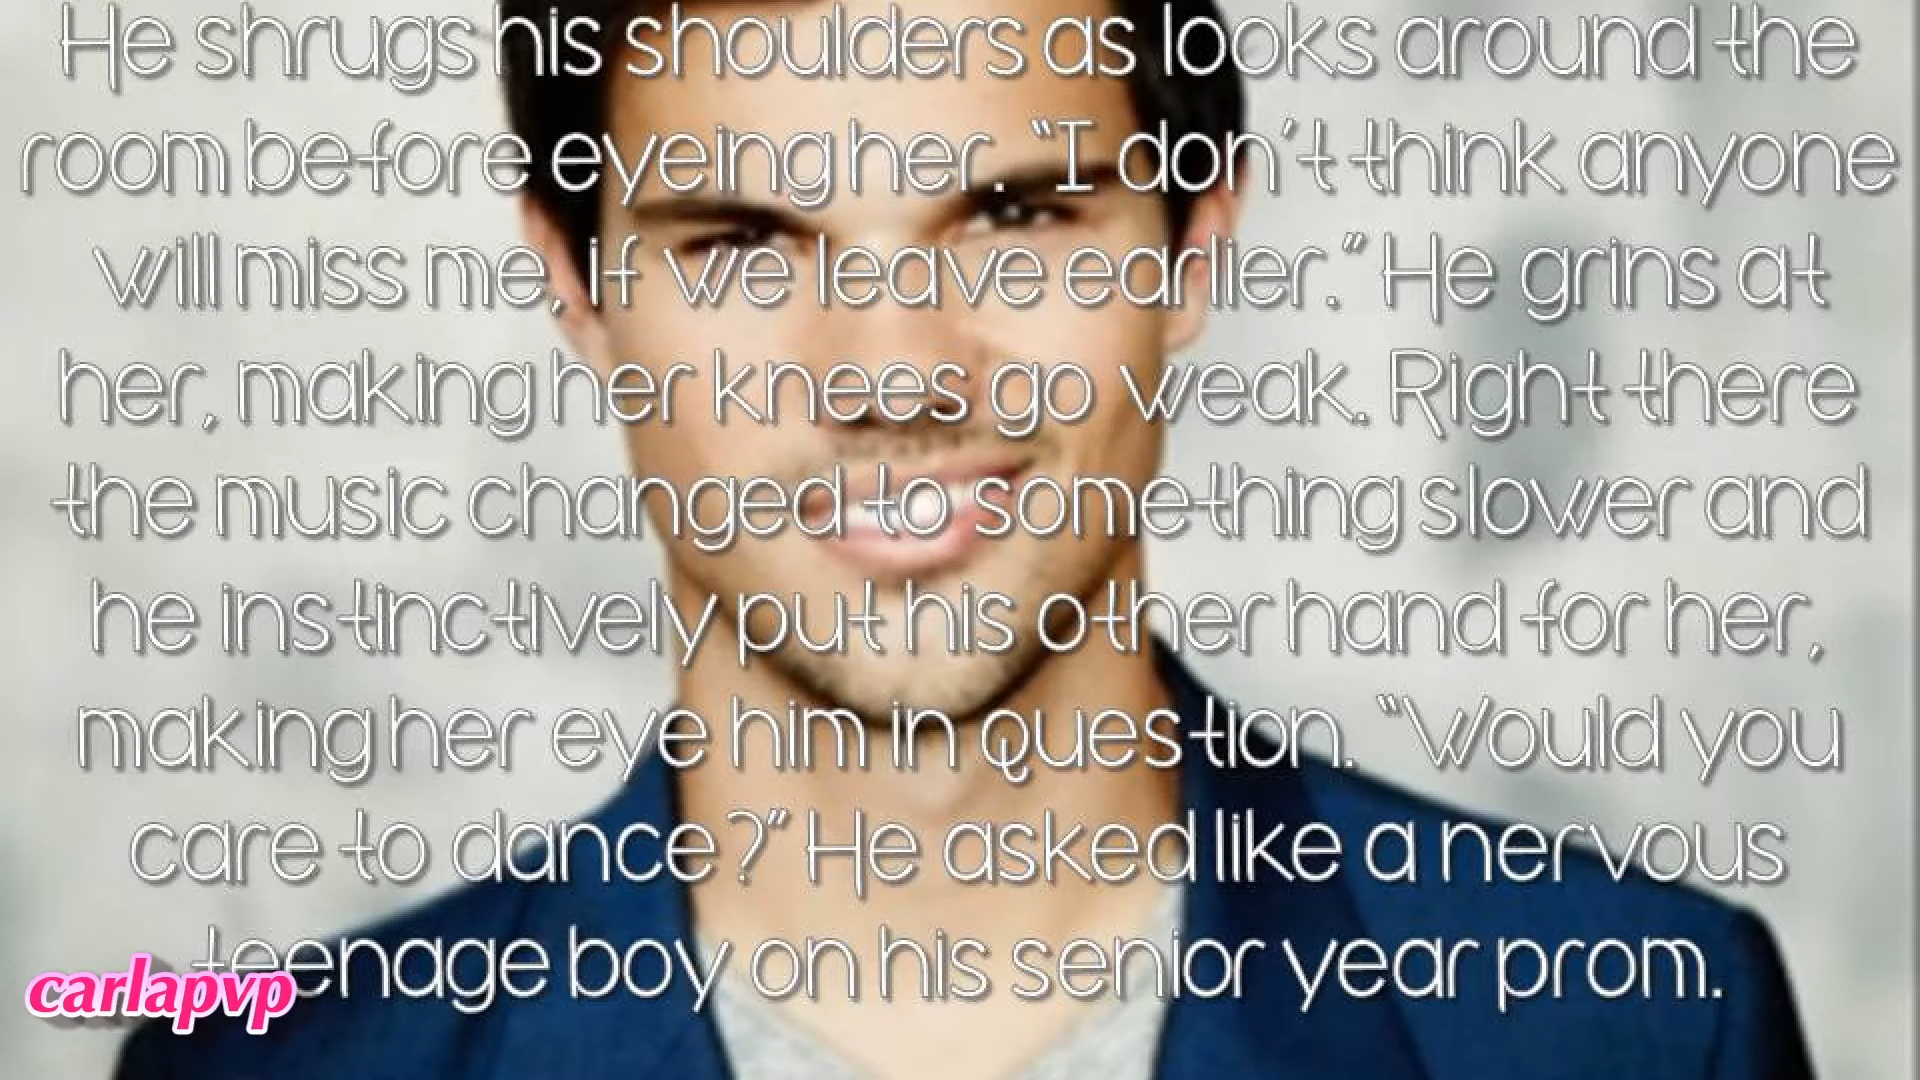 He shrugs his shoulders as looks around the
room before eyeing her. “I don’t think anyone
will miss me, if we leave earlier.” He grins at
her, making her knees go weak. Right there
the music changed to something slower and
he instinctively put his other hand for her,
making her eye him in question. “Would you
care to dance?” He asked like a nervous
teenage boy on his senior year prom.
carlapvp